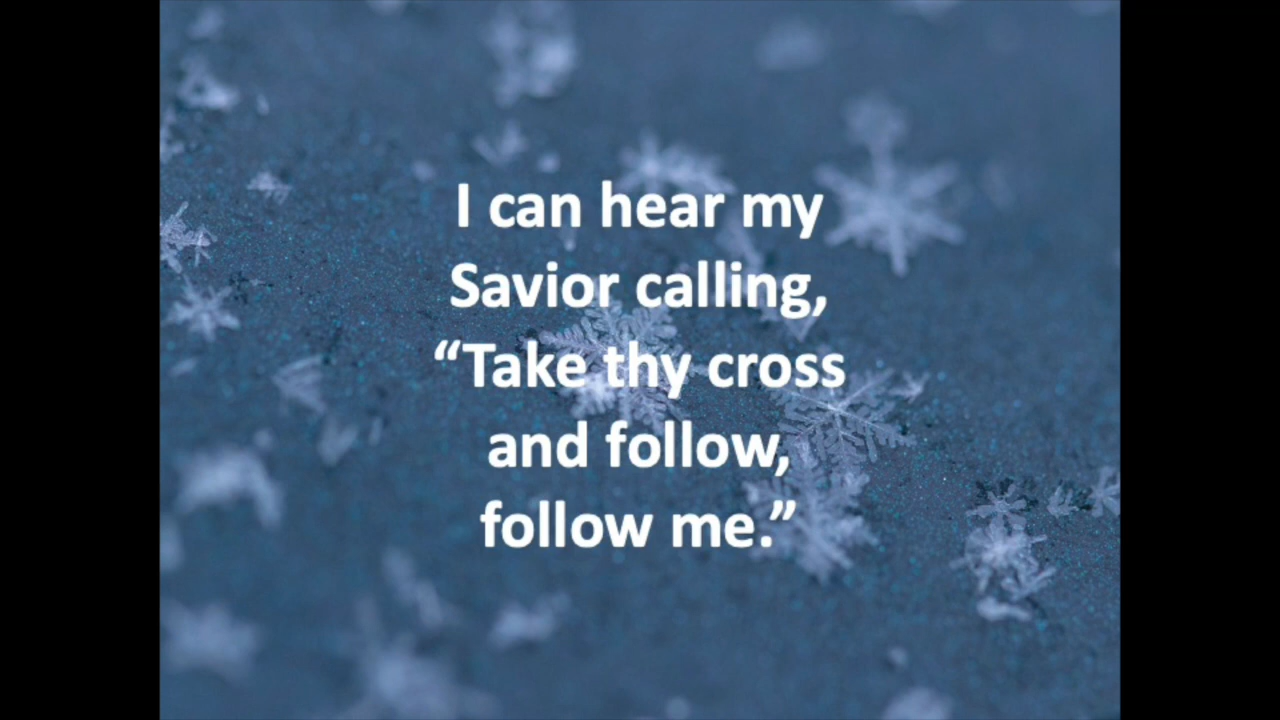 I can hear my
Savior calling,
“Take thy cross
and follow,
follow me.”